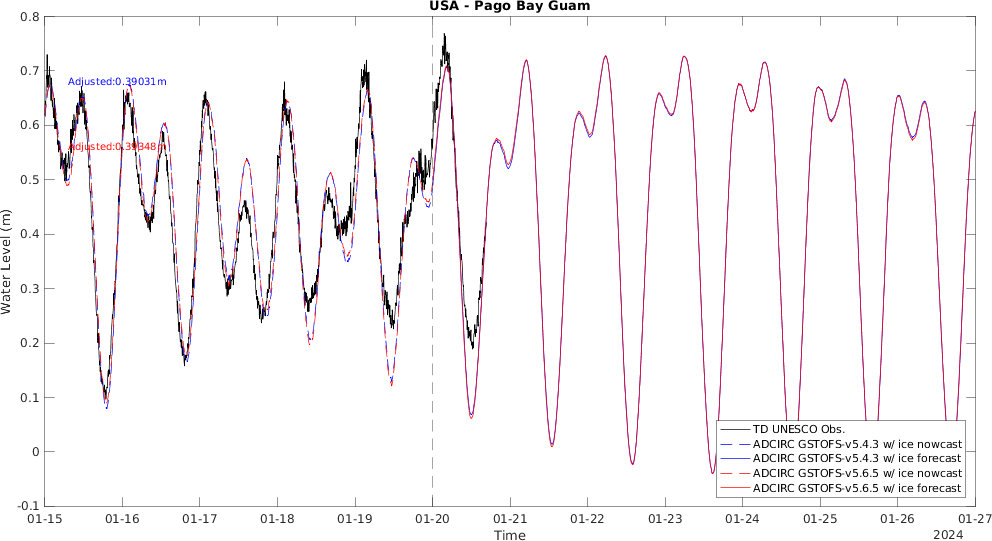 USA - Pago Bay Guam
0.8
0.7
0.6
0.5
0.4
0.3
0.2
0.1
0
-0.1
Water Level (m)
Adjusted:0.39031m
Adjusted:0.39348m
TD UNESCO Obs.
ADCIRC GSTOFS-v5.4.3 w/ ice nowcast
ADCIRC GSTOFS-v5.4.3 w/ ice forecast
ADCIRC GSTOFS-v5.6.5 w/ ice nowcast
ADCIRC GSTOFS-v5.6.5 w/ ice forecast
01-15 01-16 01-17 01-18 01-19 01-20 01-21 01-22 01-23 01-24 01-25 01-26 01-27
Time
2024